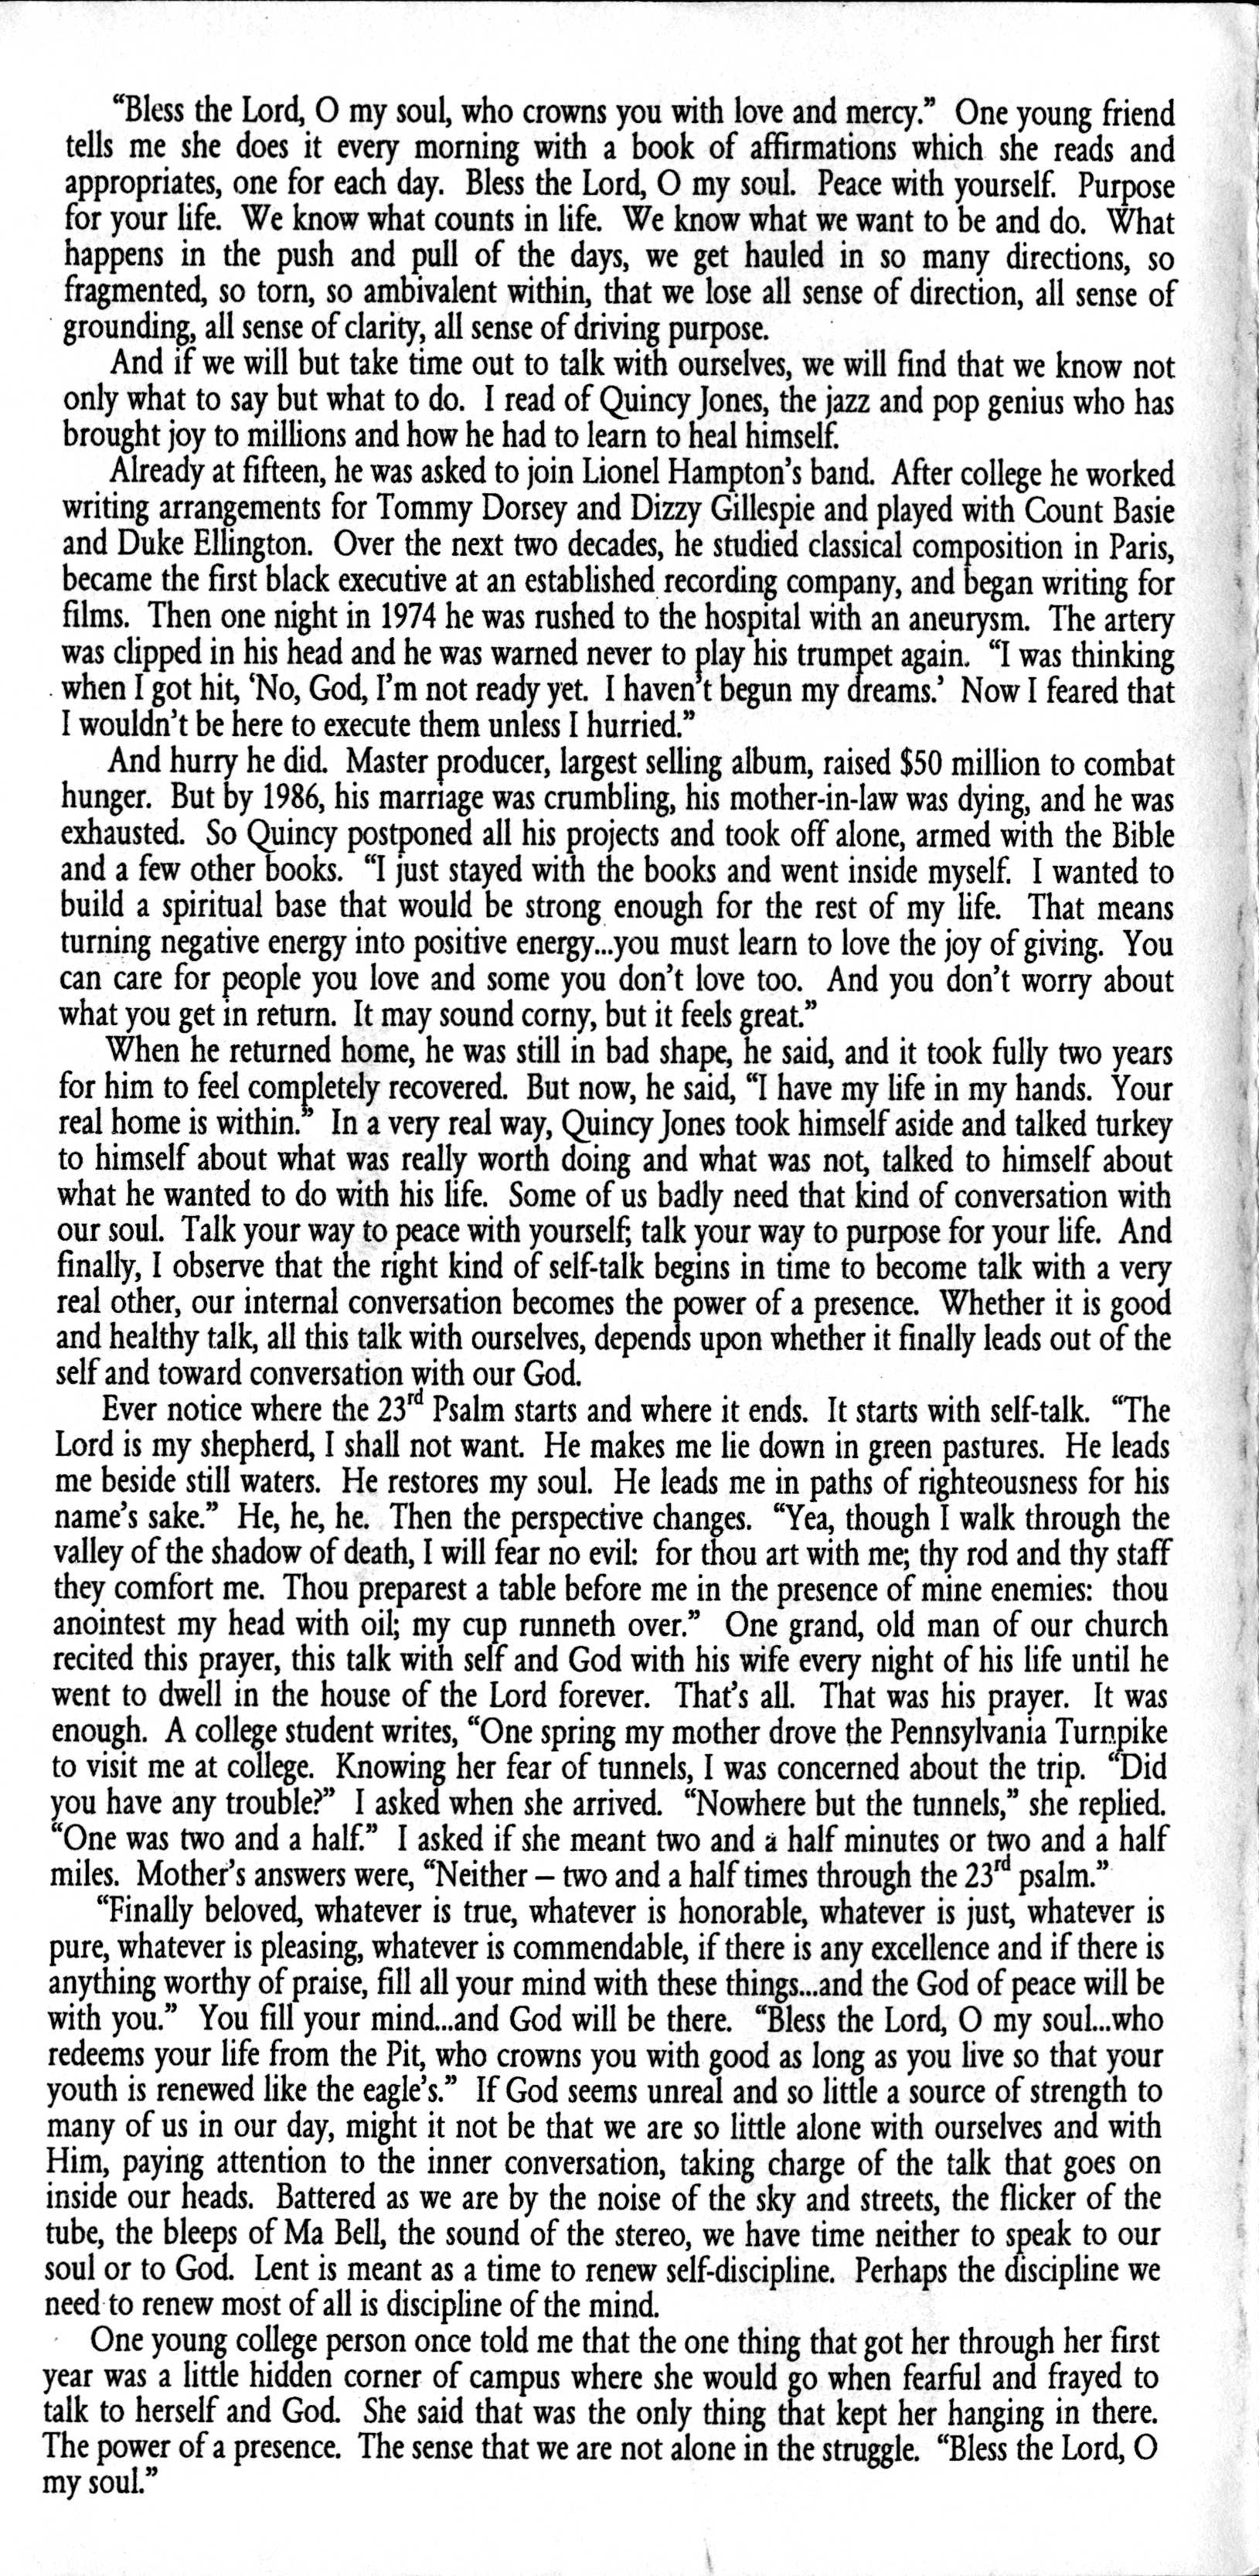 “Bless the Lord, O my soul, who crowns you with love and mercy.” One young friend
tells me she does it every morning with a book of affirmations which she reads and
appropriates, one for each day. Bless the Lord, O my soul. Peace with yourself. Purpose
for your life. We know what counts in life. We know what we want to be and do. What
happens in the push and pull of the days, we get hauled in so many directions, so
fragmented, so torn, so ambivalent within, that we lose all sense of direction, all sense of
grounding, all sense of clarity, all sense of driving purpose.
And if we will but take time out to talk with ourselves, we will find that we know not
only what to say but what to do. I read of Quincy Jones, the jazz and pop genius who has
brought joy to millions and how he had to learn to heal himself.
Already at fifteen, he was asked to join Lionel Hampton’s band. After college he worked
writing arrangements for Tommy Dorsey and Dizzy Gillespie and played with Count Basie
and Duke Ellington. Over the next two decades, he studied classical composition in Paris,
became the first black executive at an established recording company, and began writing for
films. Then one night in 1974 he was rushed to the hospital with an aneurysm. The artery
was clipped in his head and he was warned never to play his trumpet again. “I was thinking
when I got hit, ‘No, God, I’m not ready yet. I haven’t begun my dreams.’ Now I feared that
I wouldn’t be here to execute them unless I hurried.”
And hurry he did. Master producer, largest selling album, raised $50 million to combat
hunger. But by 1986, his marriage was crumbling, his mother-in-law was dying, and he was
exhausted. So Quincy postponed all his projects and took off alone, armed with the Bible
and a few other books. “I just stayed with the books and went inside myself. I wanted to
build a spiritual base that would be strong enough for the rest of my life. That means
turning negative energy into positive energy...you must learn to love the joy of giving. You
can care for people you love and some you don’t love too. And you don’t worry about
what you get in return. It may sound corny, but it feels great.”
When he returned home, he was still in bad shape, he said, and it took fully two years
for him to feel completely recovered. But now, he said, “I have my life in my hands. Your
real home is within.” In a very real way, Quincy Jones took himself aside and talked turkey
to himself about what was really worth doing and what was not, talked to himself about
what he wanted to do with his life. Some of us badly need that kind of conversation with
our soul. Talk your way to peace with yourself; talk your way to purpose for your life. And
finally, I observe that the right kind of self-talk begins in time to become talk with a very
real other, our internal conversation becomes the power of a presence. Whether it is good
and healthy talk, all this talk with ourselves, depends upon whether it finally leads out of the
self and toward conversation with our God.
Ever notice where the 23rd Psalm starts and where it ends. It starts with self-talk. “The
Lord is my shepherd, I shall not want. He makes me lie down in green pastures. He leads
me beside still waters. He restores my soul. He leads me in paths of righteousness for his
name’s sake.” He, he, he. Then the perspective changes. “Yea, though I walk through the
valley of the shadow of death, I will fear no evil: for thou art with me; thy rod and thy staff
they comfort me. Thou preparest a table before me in the presence of mine enemies: thou
anointest my head with oil; my cup runneth over.” One grand, old man of our church
recited this prayer, this talk with self and God with his wife every night of his life until he
went to dwell in the house of the Lord forever. That’s all. That was his prayer. It was
enough. A college student writes, “One spring my mother drove the Pennsylvania Turnpike
to visit me at college. Knowing her fear of tunnels, I was concerned about the trip. “Did
you have any trouble?” I asked when she arrived. “Nowhere but the tunnels,” she replied.
“One was two and a half.” I asked if she meant two and a half minutes or two and a half
miles. Mother’s answers were, “Neither – two and a half times through the 23rd psalm.”
“Finally beloved, whatever is true, whatever is honorable, whatever is just, whatever is
pure, whatever is pleasing, whatever is commendable, if there is any excellence and if there is
anything worthy of praise, fill all your mind with these things...and the God of peace will be
with you.” You fill your mind...and God will be there. “Bless the Lord, O my soul...who
redeems your life from the Pit, who crowns you with good as long as you live so that your
youth is renewed like the eagle’s.” If God seems unreal and so little a source of strength to
many of us in our day, might it not be that we are so little alone with ourselves and with
Him, paying attention to the inner conversation, taking charge of the talk that goes on
inside our heads. Battered as we are by the noise of the sky and streets, the flicker of the
tube, the bleeps of Ma Bell, the sound of the stereo, we have time neither to speak to our
soul or to God. Lent is meant as a time to renew self-discipline. Perhaps the discipline we
need to renew most of all is discipline of the mind.
One young college person once told me that the one thing that got her through her first
year was a little hidden corner of campus where she would go when fearful and frayed to
talk to herself and God. She said that was the only thing that kept her hanging in there.
The power of a presence. The sense that we are not alone in the struggle. “Bless the Lord, O
my soul.”